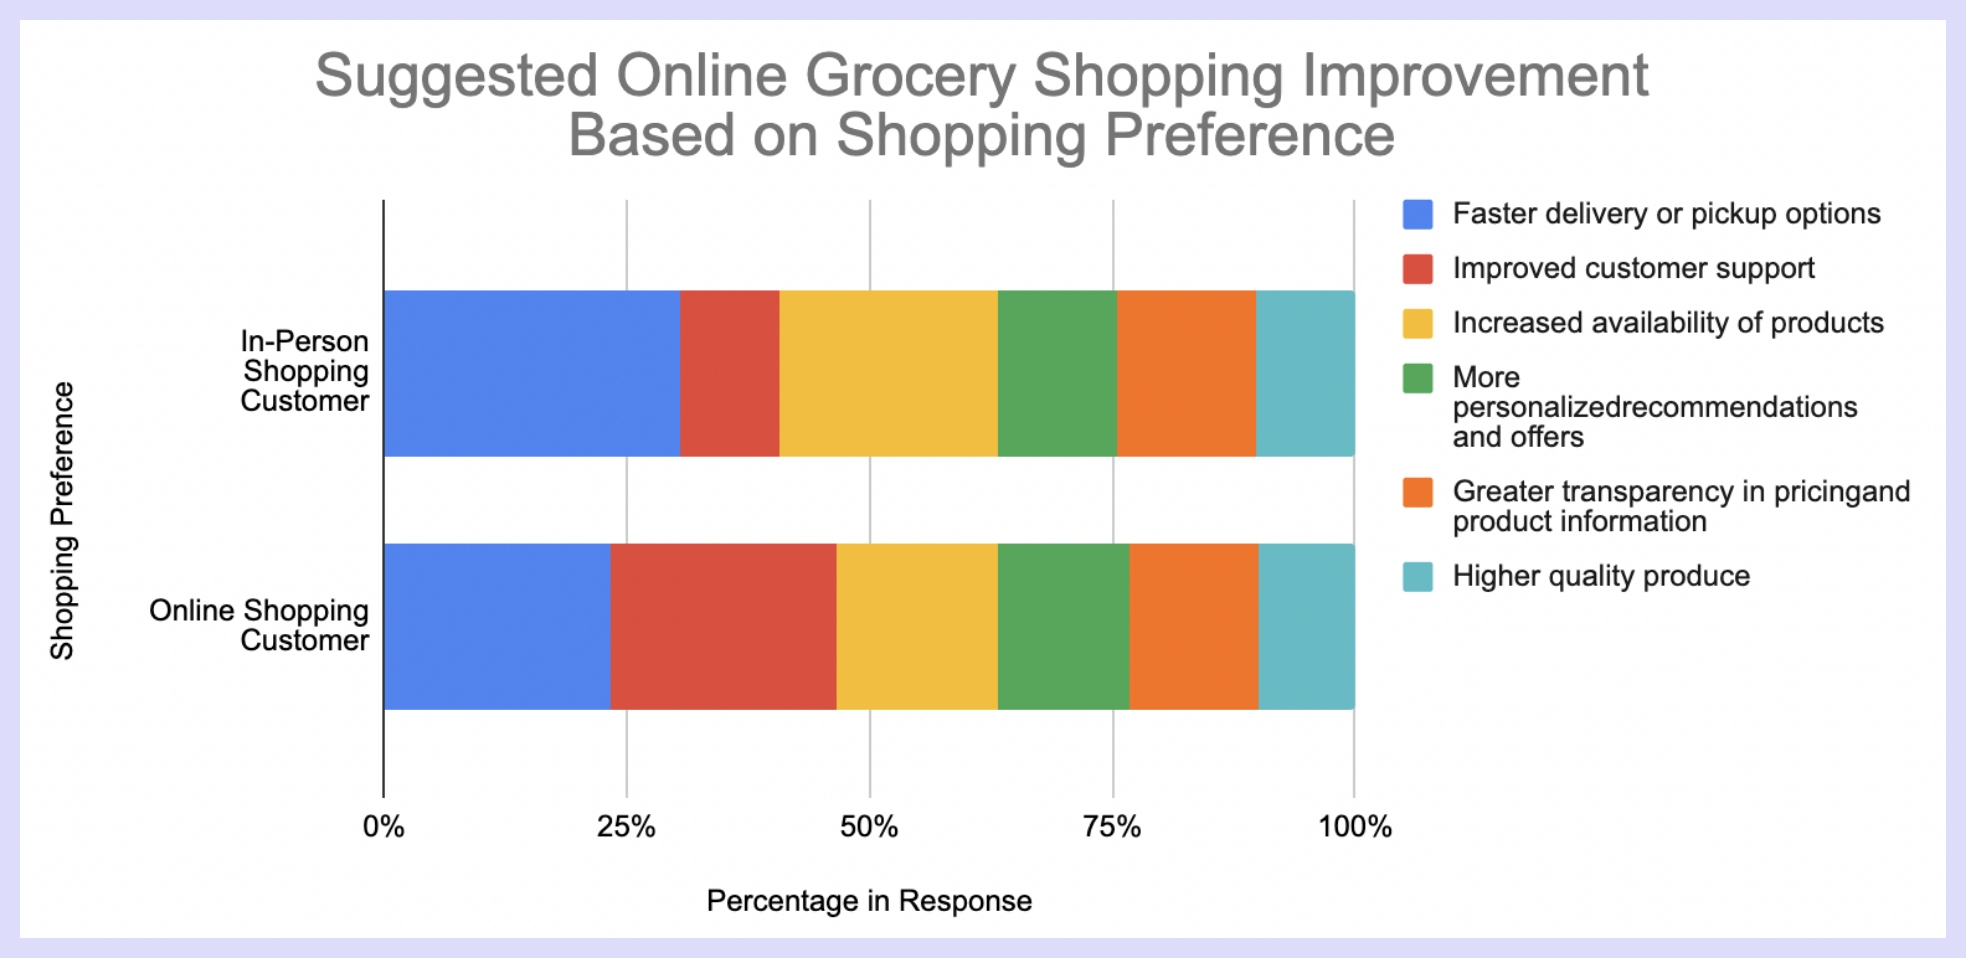 Suggested Online Grocery Shopping Improvement
Based on Shopping Preference
Shopping Preference
In-Person
Shopping
Customer
Online Shopping
Customer
0%
25%
50%
75%
100%
Percentage in Response
Faster delivery or pickup options
Improved customer support
Increased availability of products
More
personalizedrecommendations
and offers
Greater transparency in pricingand
product information
Higher quality produce